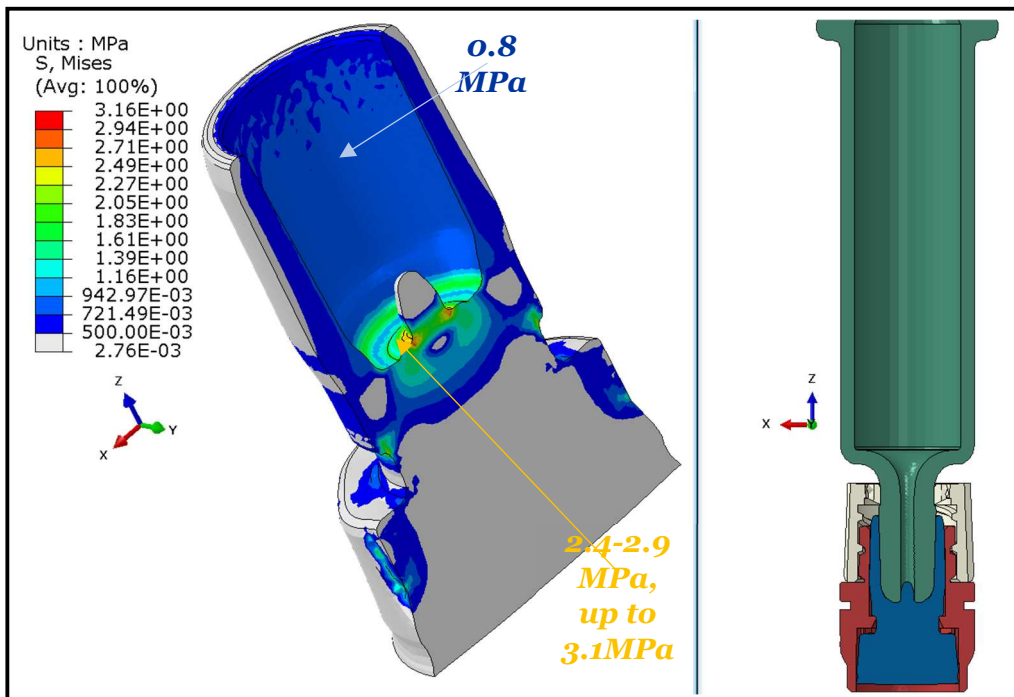 Units : MPa
S, Mises
(Avg: 100%)
3.16E+00
2.94E+00
2.71E+00
2.49E+00
2.27E+00
2.05E+00
1.83E+00
1.61E+00
1.39E+00
1.16E+00
942.97E-03
721.49E-03
500.00E-03
2.76E-03
0.8
MPa
Z
Y
X
2.4-2.9
MPa,
up to
3.1MPa
Z
X
Y